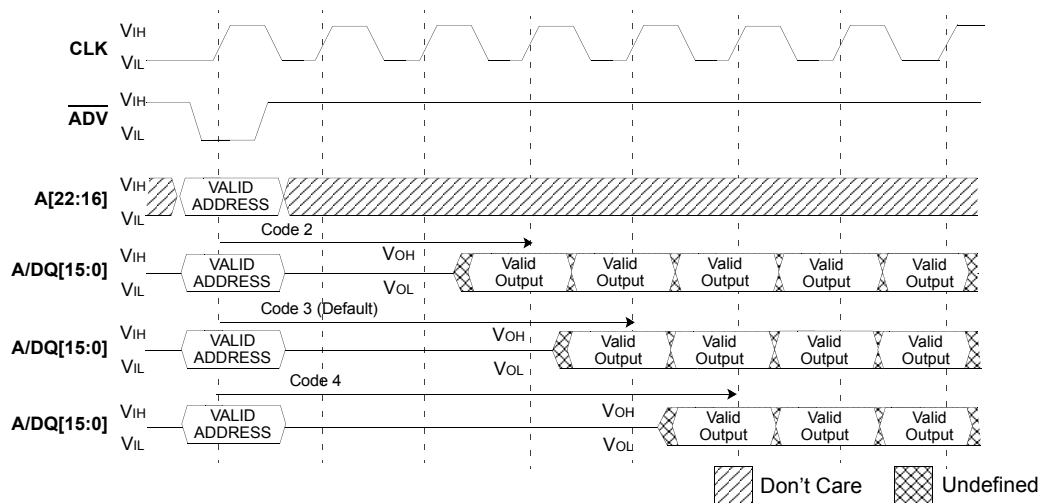 VIH
CLK
VIL
VIH
ADV
VIL
VIH
A[22:16]
VIL
VALID
ADDRESS
Code 2
VIH
A/DQ[15:0]
VIL
VALID
ADDRESS
VOH
VOL
Valid
Output
Valid
Output
Valid
Output
Valid
Output
Valid
Output
Code 3 (Default)
VIH
A/DQ[15:0]
VIL
VALID
ADDRESS
VOH
VOL
Valid
Output
Valid
Output
Valid
Output
Valid
Output
Code 4
VIH
A/DQ[15:0]
VIL
VALID
ADDRESS
VOH
VOL
Valid
Output
Valid
Output
Valid
Output
Don't Care
Undefined